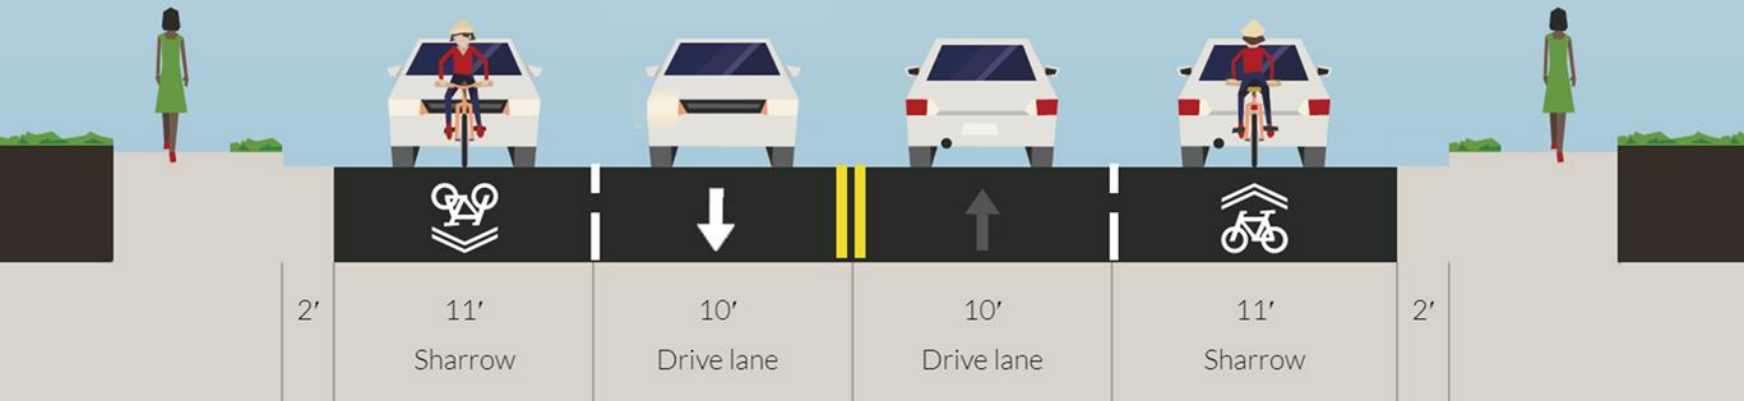 2′ 11′ 10′ 10′ 11′ 2′
Sharrow Drive lane Drive lane Sharrow